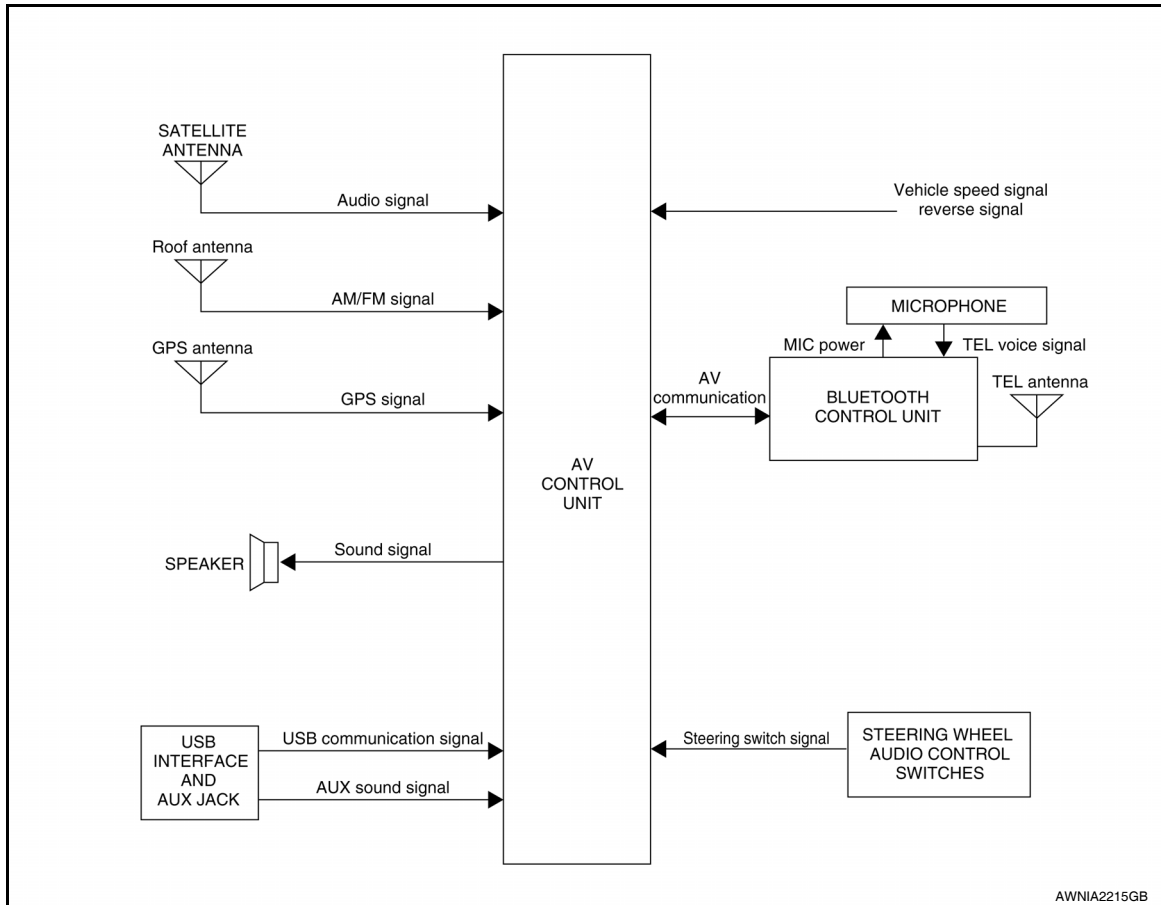 SATELLITE
ANTENNA
Audio signal
Roof antenna
AM/FM signal
GPS antenna
GPS signal
SPEAKER
Sound signal
USB
INTERFACE
AND
AUX JACK
USB communication signal
AUX sound signal
AV
CONTROL
UNIT
Vehicle speed signal
reverse signal
MICROPHONE
MIC power
TEL voice signal
AV
communication
BLUETOOTH
CONTROL UNIT
TEL antenna
Steering switch signal
STEERING WHEEL
AUDIO CONTROL
SWITCHES
AWNIA2215GB